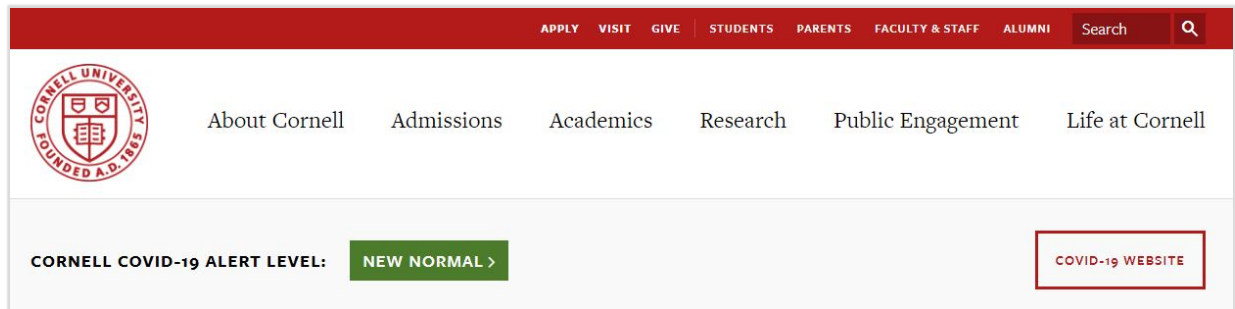 APPLY VISIT GIVE STUDENTS PARENTS FACULTY & STAFF ALUMNI Search
CORNELL UNIVERSITY
FOUNDED A.D. 1865
About Cornell Admissions Academics Research Public Engagement Life at Cornell
CORNELL COVID-19 ALERT LEVEL: NEW NORMAL > COVID-19 WEBSITE